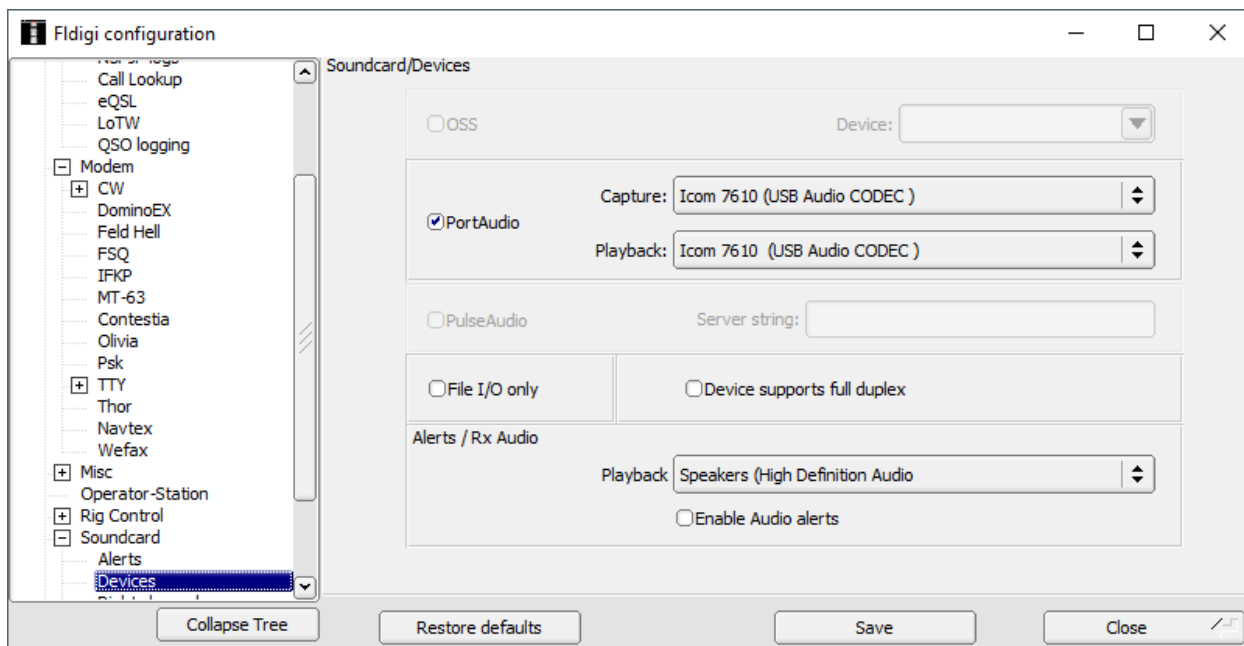 Fldigi configuration
Call Lookup
eQSL
LoTW
QSO logging
Modem
CW
DominoEX
Feld Hell
FSQ
IFKP
MT-63
Contestia
Olivia
Psk
TTY
Thor
Navtex
Wefax
Misc
Operator-Station
Rig Control
Soundcard
Alerts
Devices
Collapse Tree
Soundcard/Devices
OSS Device:
Capture: Icom 7610 (USB Audio CODEC )
PortAudio
Playback: Icom 7610 (USB Audio CODEC )
PulseAudio Server string:
File I/O only Device supports full duplex
Alerts / Rx Audio
Playback Speakers (High Definition Audio
Enable Audio alerts
Restore defaults Save Close